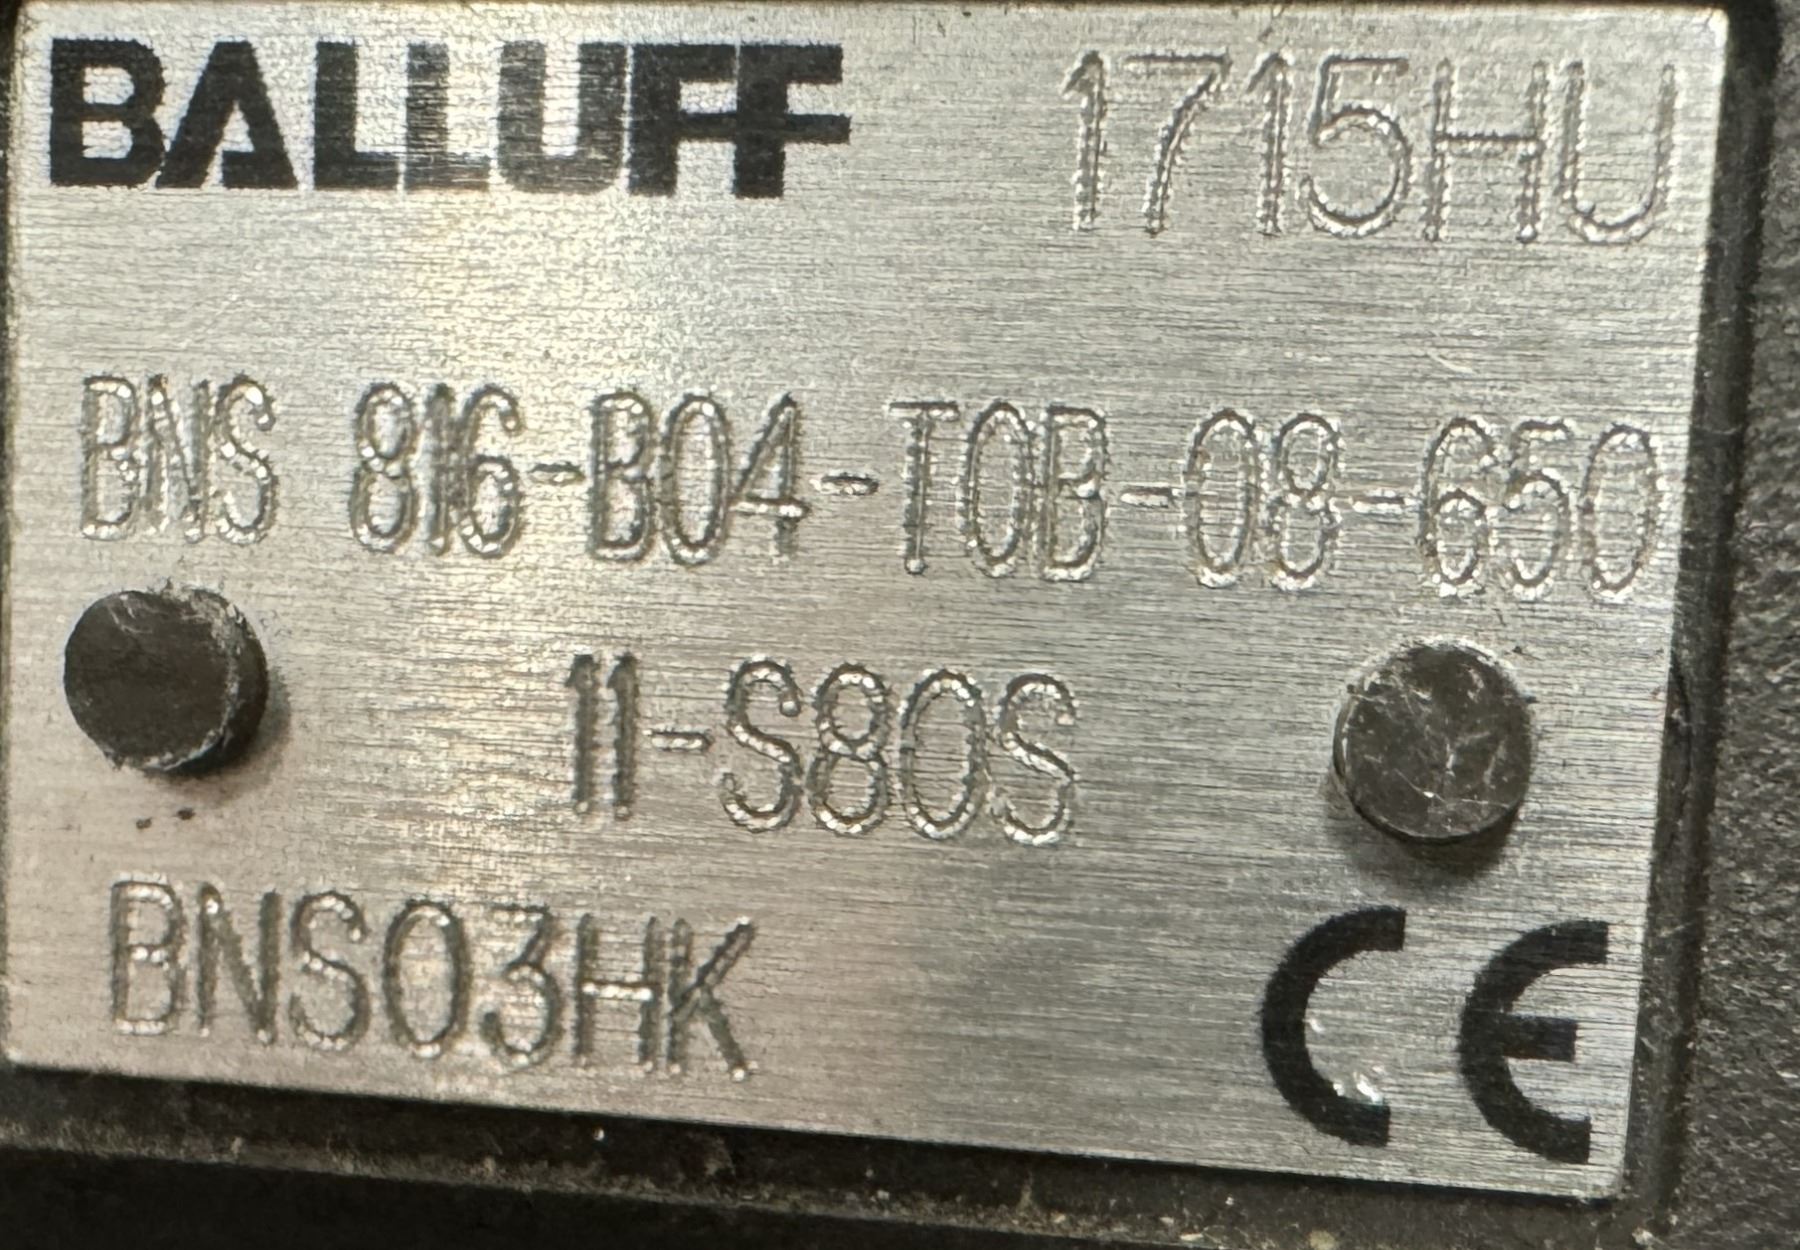 BALLUFF 1715HU
BNS 816-B04-T0B-08-650
11-S80S
BNS03HK
CE